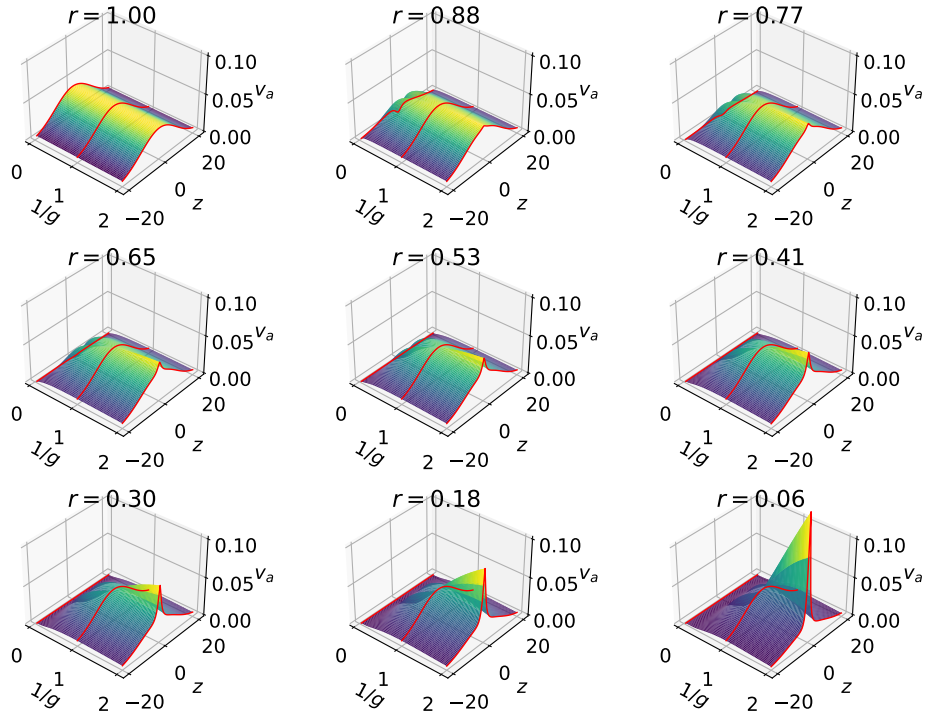 r = 1.00
0.10
0.05
v_a
0.00
20
0
z
−20
0
1
1/g
2
r = 0.88
0.10
0.05
v_a
0.00
20
0
z
−20
0
1
1/g
2
r = 0.77
0.10
0.05
v_a
0.00
20
0
z
−20
0
1
1/g
2
r = 0.65
0.10
0.05
v_a
0.00
20
0
z
−20
0
1
1/g
2
r = 0.53
0.10
0.05
v_a
0.00
20
0
z
−20
0
1
1/g
2
r = 0.41
0.10
0.05
v_a
0.00
20
0
z
−20
0
1
1/g
2
r = 0.30
0.10
0.05
v_a
0.00
20
0
z
−20
0
1
1/g
2
r = 0.18
0.10
0.05
v_a
0.00
20
0
z
−20
0
1
1/g
2
r = 0.06
0.10
0.05
v_a
0.00
20
0
z
−20
0
1
1/g
2